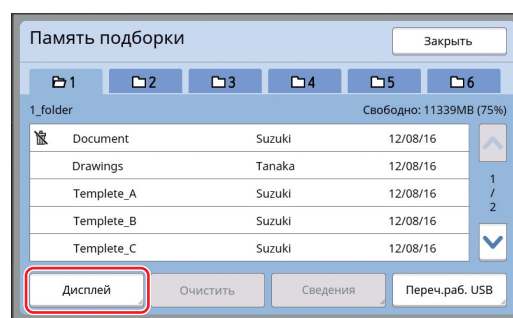 Память подборки Закрыть
1 2 3 4 5 6
1_folder Свободно: 11339MB (75%)
Document Suzuki 12/08/16
Drawings Tanaka 12/08/16
Templete_A Suzuki 12/08/16
Templete_B Suzuki 12/08/16
Templete_C Suzuki 12/08/16
1
/
2
Дисплей Очистить Сведения Переч.раб. USB